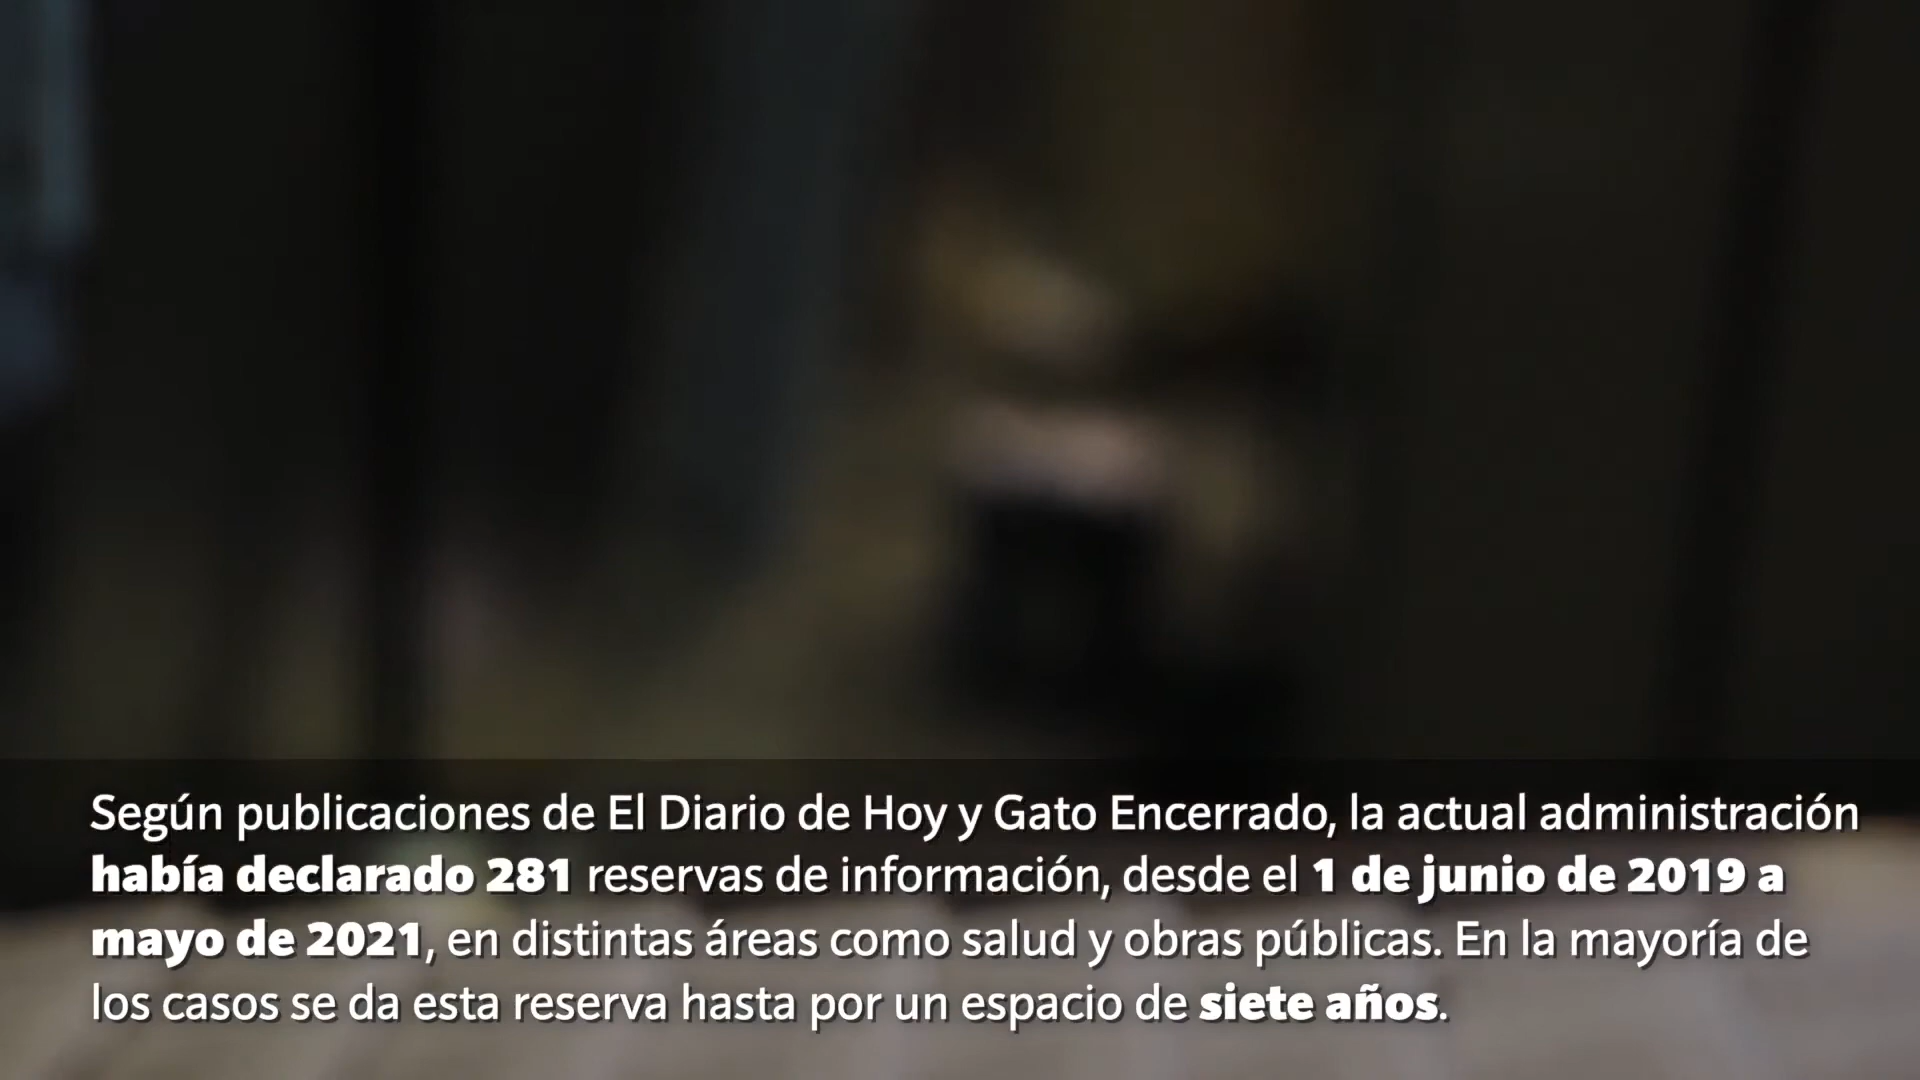 Según publicaciones de El Diario de Hoy y Gato Encerrado, la actual administración
había declarado 281 reservas de información, desde el 1 de junio de 2019 a
mayo de 2021, en distintas áreas como salud y obras públicas. En la mayoría de
los casos se da esta reserva hasta por un espacio de siete años.